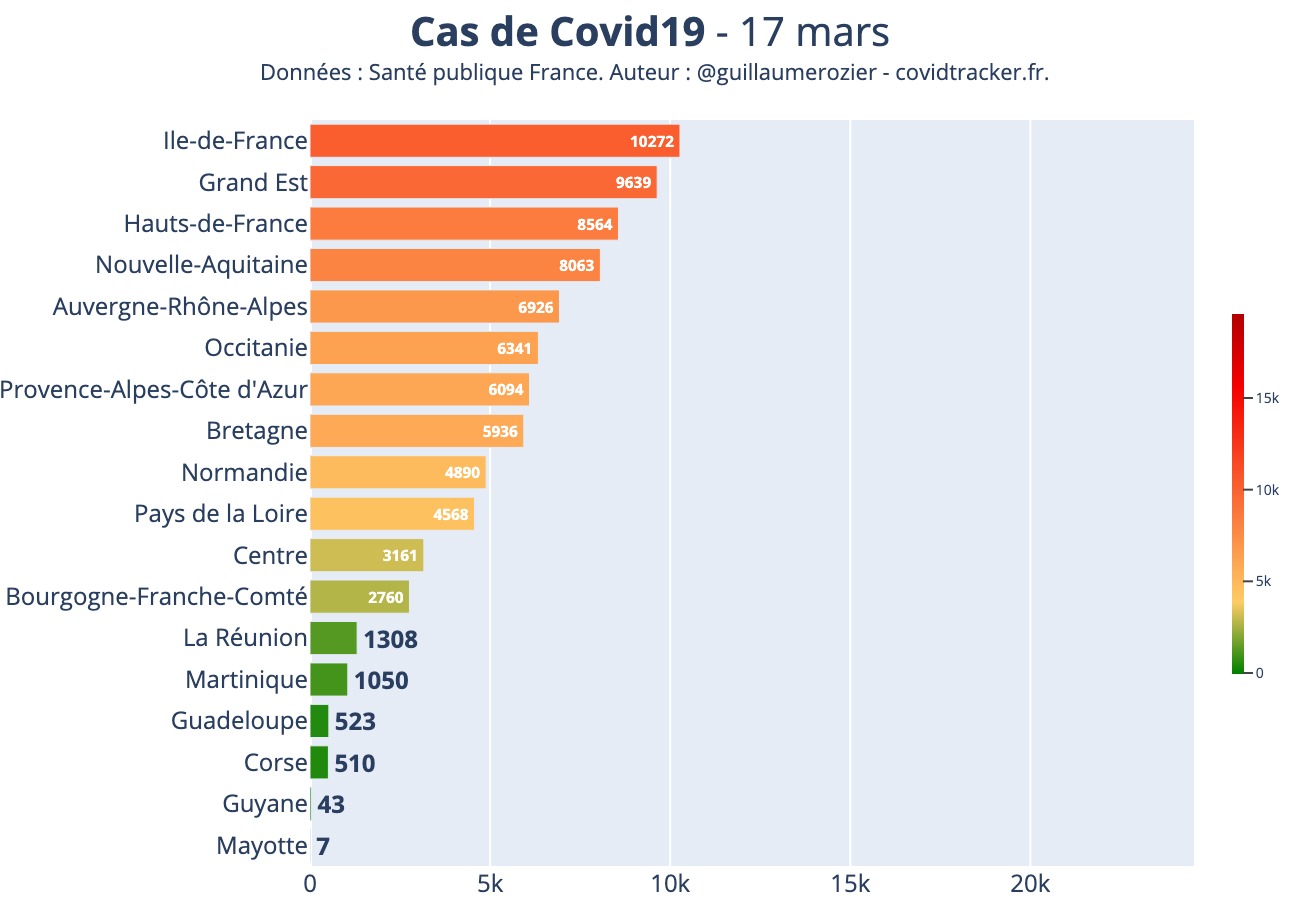 Cas de Covid19 - 17 mars
Données : Santé publique France. Auteur : @guillaumerozier - covidtracker.fr.
Ile-de-France 10272
Grand Est 9639
Hauts-de-France 8564
Nouvelle-Aquitaine 8063
Auvergne-Rhône-Alpes 6926
Occitanie 6341
Provence-Alpes-Côte d'Azur 6094
Bretagne 5936
Normandie 4890
Pays de la Loire 4568
Centre 3161
Bourgogne-Franche-Comté 2760
La Réunion 1308
Martinique 1050
Guadeloupe 523
Corse 510
Guyane 43
Mayotte 7
0 5k 10k 15k 20k
15k
10k
5k
0